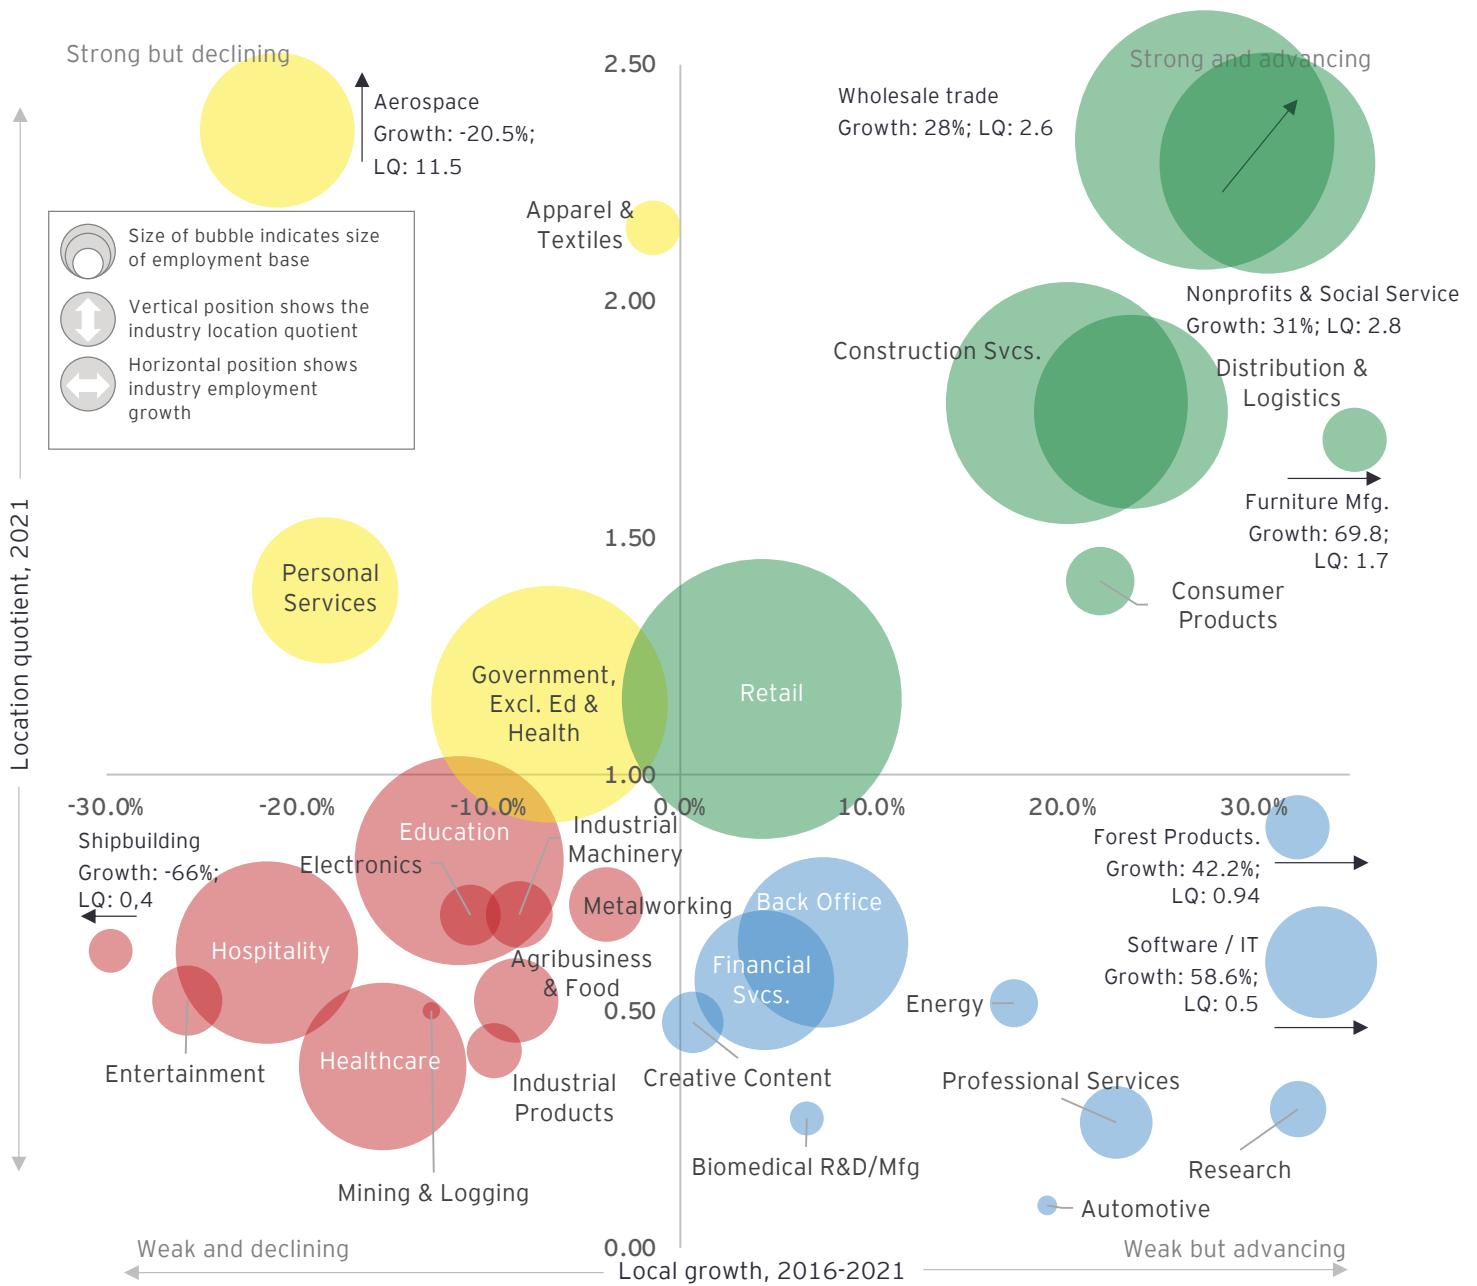 Strong but declining
Strong and advancing
2.50
Aerospace
Growth: -20.5%;
LQ: 11.5
Wholesale trade
Growth: 28%; LQ: 2.6
Apparel &
Textiles
Size of bubble indicates size
of employment base
Vertical position shows the
industry location quotient
Horizontal position shows
industry employment
growth
2.00
Nonprofits & Social Service
Growth: 31%; LQ: 2.8
Construction Svcs.
Distribution &
Logistics
Furniture Mfg.
Growth: 69.8;
LQ: 1.7
1.50
Personal
Services
Consumer
Products
Government,
Excl. Ed &
Health
Retail
Location quotient, 2021
1.00
-30.0%
-20.0%
-10.0%
0.0%
10.0%
20.0%
30.0%
Shipbuilding
Growth: -66%;
LQ: 0,4
Education
Electronics
Industrial
Machinery
Metalworking
Back Office
Forest Products.
Growth: 42.2%;
LQ: 0.94
Hospitality
Agribusiness
& Food
Financial
Svcs.
Software / IT
Growth: 58.6%;
LQ: 0.5
0.50
Energy
Entertainment
Healthcare
Industrial
Products
Creative Content
Professional Services
Biomedical R&D/Mfg
Research
Mining & Logging
Automotive
0.00
Weak and declining
Weak but advancing
Local growth, 2016-2021